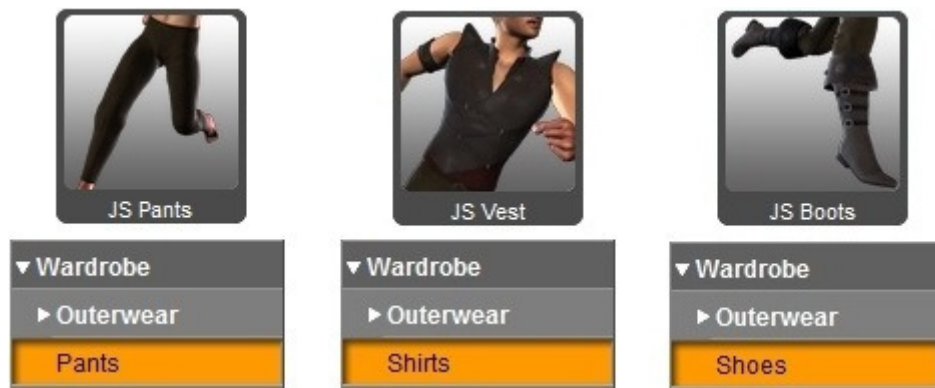 JS Pants
JS Vest
JS Boots
Wardrobe
Outerwear
Pants
Wardrobe
Outerwear
Shirts
Wardrobe
Outerwear
Shoes